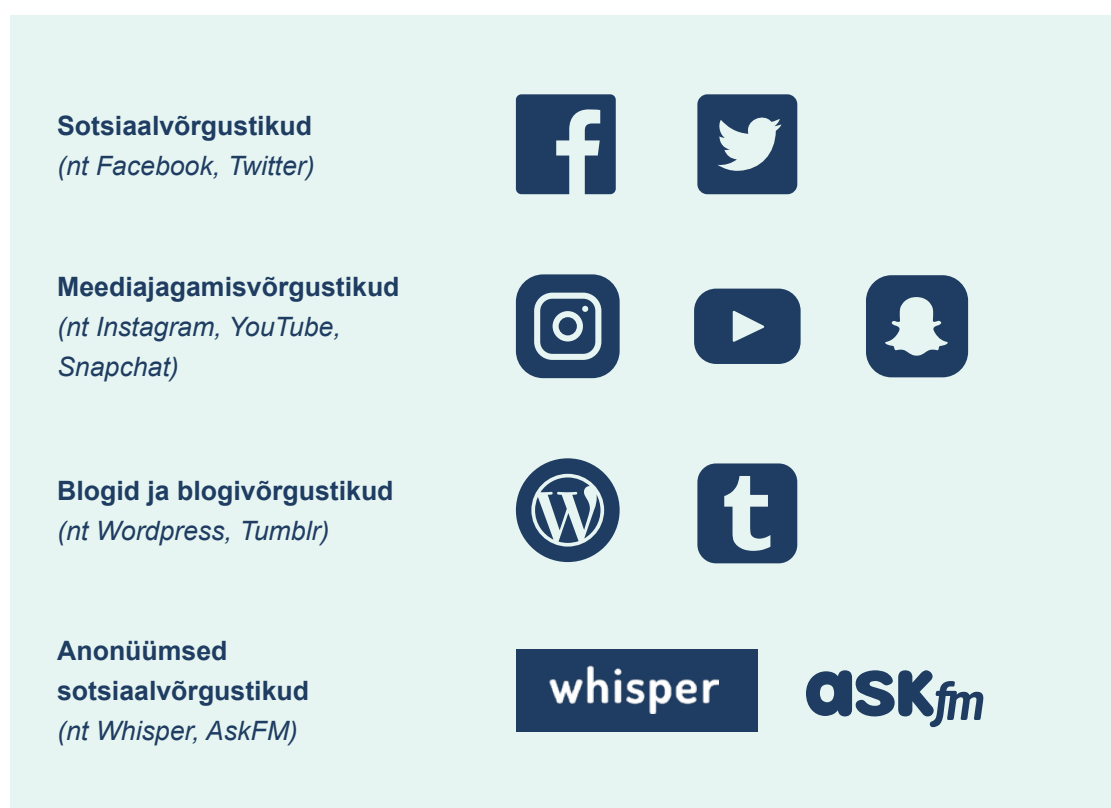 Sotsiaalvõrgustikud
(nt Facebook, Twitter)
Meediajagamisvõrgustikud
(nt Instagram, YouTube,
Snapchat)
Blogid ja blogivõrgustikud
(nt Wordpress, Tumblr)
Anonüümsed
sotsiaalvõrgustikud
(nt Whisper, AskFM)
whisper
askfm